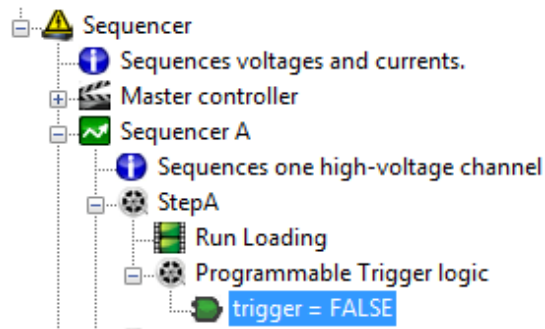 Sequencer
Sequences voltages and currents.
Master controller
Sequencer A
Sequences one high-voltage channel
StepA
Run Loading
Programmable Trigger logic
trigger = FALSE